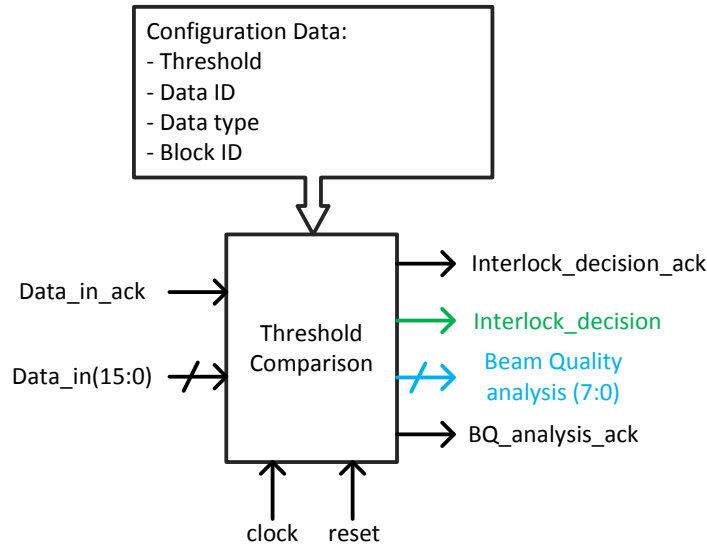 Configuration Data:
- Threshold
- Data ID
- Data type
- Block ID
Data_in_ack
Data_in(15:0)
Threshold
Comparison
Interlock_decision_ack
Interlock_decision
Beam Quality
analysis (7:0)
BQ_analysis_ack
clock
reset